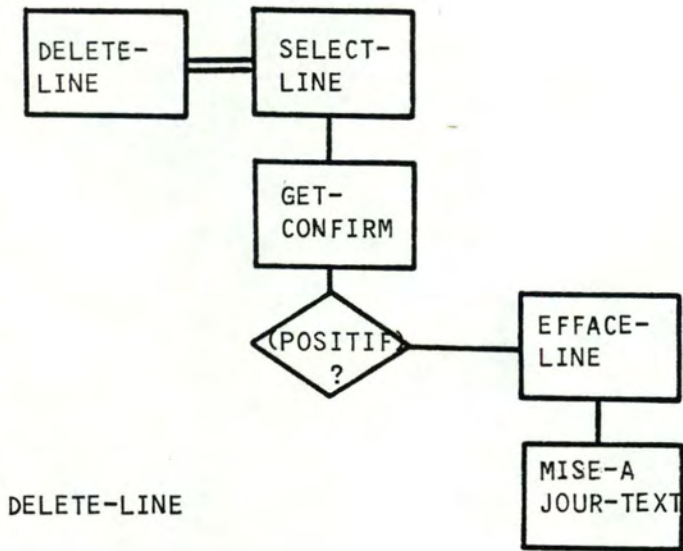 DELETE-
LINE
SELECT-
LINE
GET-
CONFIRM
(POSITIF)
?
EFFACE-
LINE
MISE-A
JOUR-TEXT
DELETE-LINE